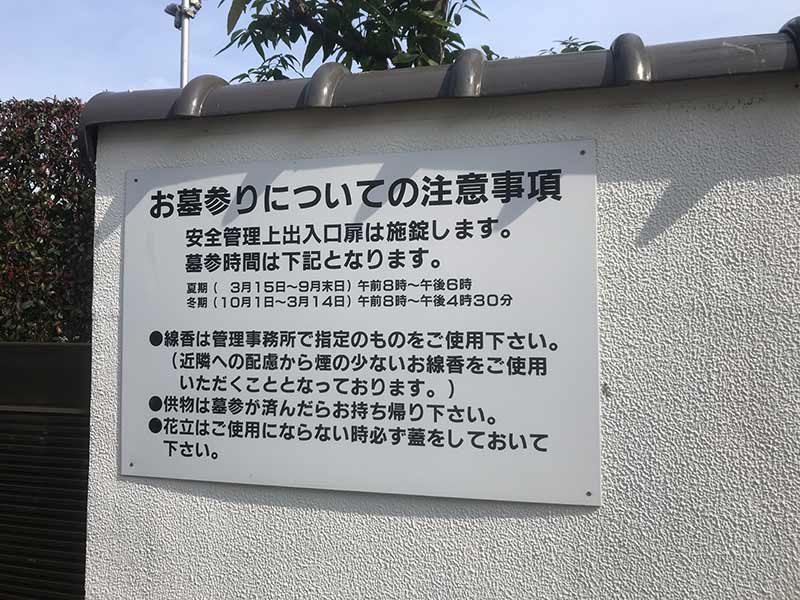 お墓参りについての注意事項
安全管理上出入口扉は施錠します。
墓参時間は下記となります。
夏期( 3月15日~9月末日)午前8時~午後6時
冬期(10月1日~3月14日)午前8時~午後4時30分
●線香は管理事務所で指定のものをご使用下さい。
(近隣への配慮から煙の少ないお線香をご使用
いただくこととなっております。)
●供物は墓参が済んだらお持ち帰り下さい。
●花立はご使用にならない時必ず蓋をしておいて
下さい。